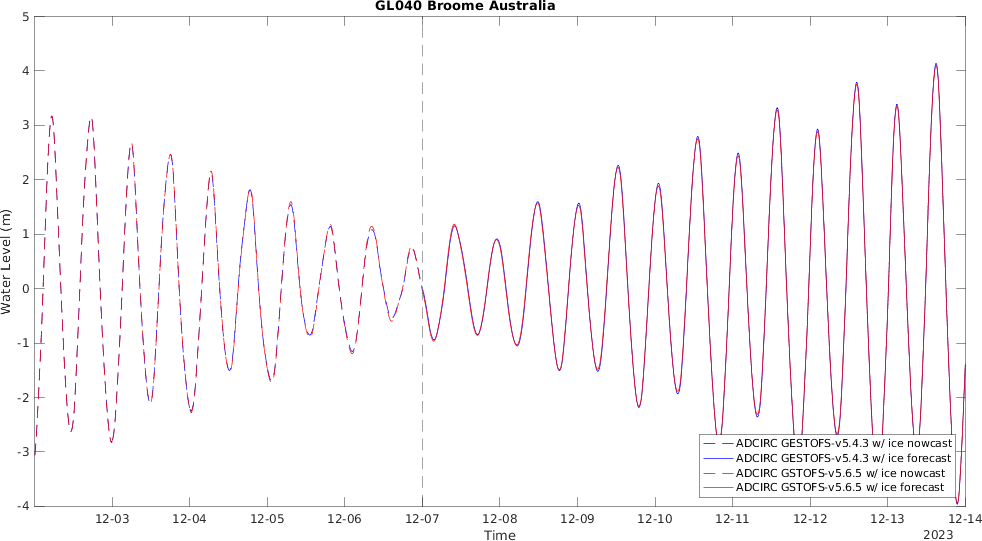 GL040 Broome Australia
5
4
3
2
1
0
-1
-2
-3
-4
Water Level (m)
ADCIRC GESTOFS-v5.4.3 w/ ice nowcast
ADCIRC GESTOFS-v5.4.3 w/ ice forecast
ADCIRC GSTOFS-v5.6.5 w/ ice nowcast
ADCIRC GSTOFS-v5.6.5 w/ ice forecast
12-03 12-04 12-05 12-06 12-07 12-08 12-09 12-10 12-11 12-12 12-13 12-14
Time 2023